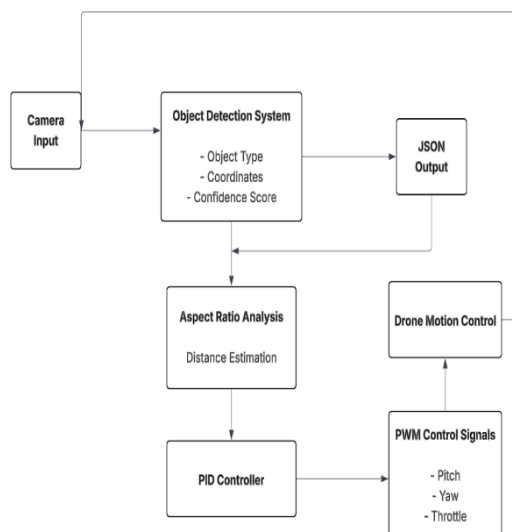 Camera
Input
Object Detection System
- Object Type
- Coordinates
- Confidence Score
JSON
Output
Aspect Ratio Analysis
Distance Estimation
Drone Motion Control
PID Controller
PWM Control Signals
- Pitch
- Yaw
- Throttle